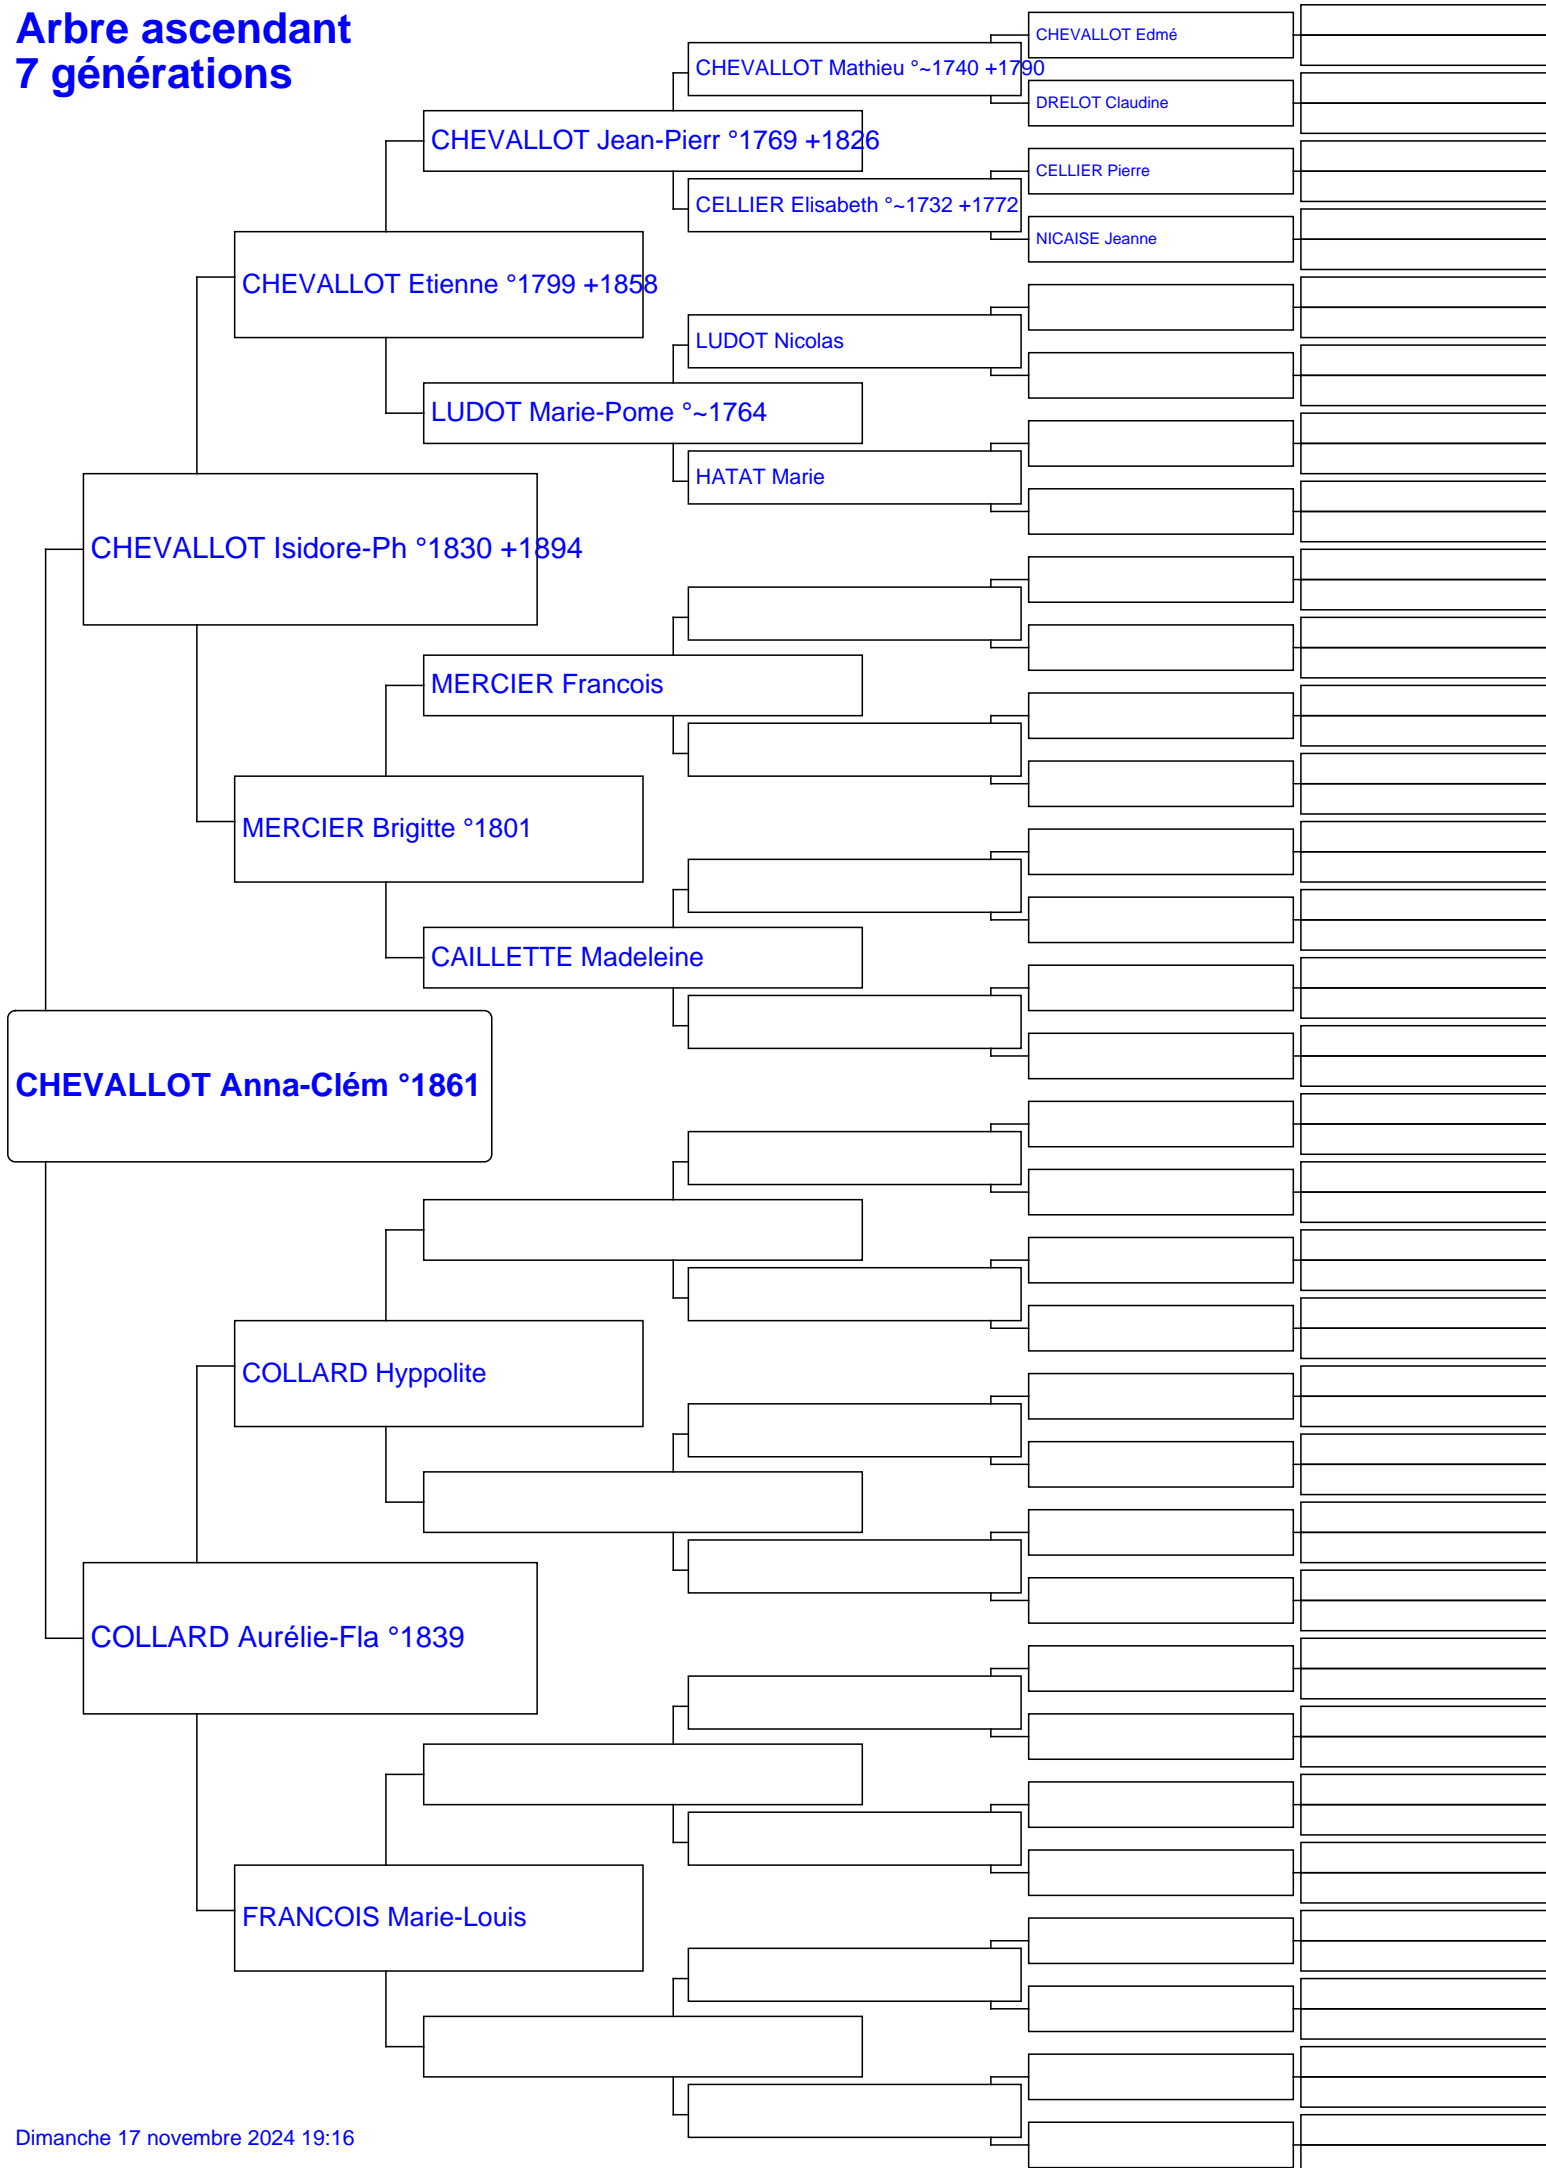 Arbre ascendant
7 générations
CHEVALLOT Edmé
CHEVALLOT Mathieu °~1740 +1790
DRELOT Claudine
CHEVALLOT Jean-Pierr °1769 +1826
CELLIER Pierre
CELLIER Elisabeth °~1732 +1772
NICAISE Jeanne
CHEVALLOT Etienne °1799 +1858
LUDOT Nicolas
LUDOT Marie-Pome °~1764
HATAT Marie
CHEVALLOT Isidore-Ph °1830 +1894
MERCIER Francois
MERCIER Brigitte °1801
CAILLETTE Madeleine
CHEVALLOT Anna-Clém °1861
COLLARD Hyppolite
COLLARD Aurélie-Fla °1839
FRANCOIS Marie-Louis
Dimanche 17 novembre 2024 19:16